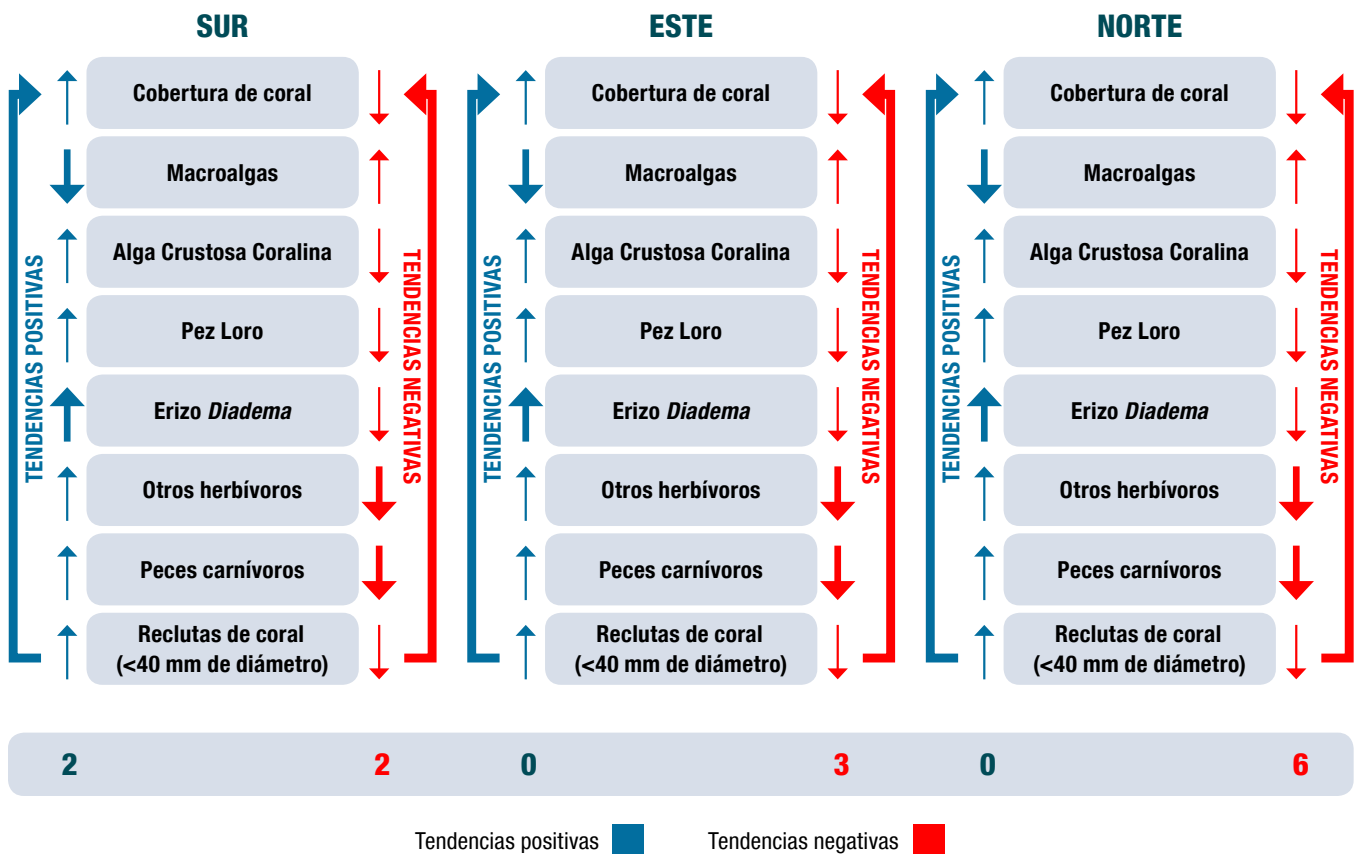 SUR
TENDENCIAS POSITIVAS
Cobertura de coral
Macroalgas
Alga Crustosa Coralina
Pez Loro
Erizo Diadema
Otros herbívoros
Peces carnívoros
Reclutas de coral
(<40 mm de diámetro)
TENDENCIAS NEGATIVAS
ESTE
TENDENCIAS POSITIVAS
Cobertura de coral
Macroalgas
Alga Crustosa Coralina
Pez Loro
Erizo Diadema
Otros herbívoros
Peces carnívoros
Reclutas de coral
(<40 mm de diámetro)
TENDENCIAS NEGATIVAS
NORTE
TENDENCIAS POSITIVAS
Cobertura de coral
Macroalgas
Alga Crustosa Coralina
Pez Loro
Erizo Diadema
Otros herbívoros
Peces carnívoros
Reclutas de coral
(<40 mm de diámetro)
TENDENCIAS NEGATIVAS
2 2 0 3 0 6
Tendencias positivas Tendencias negativas